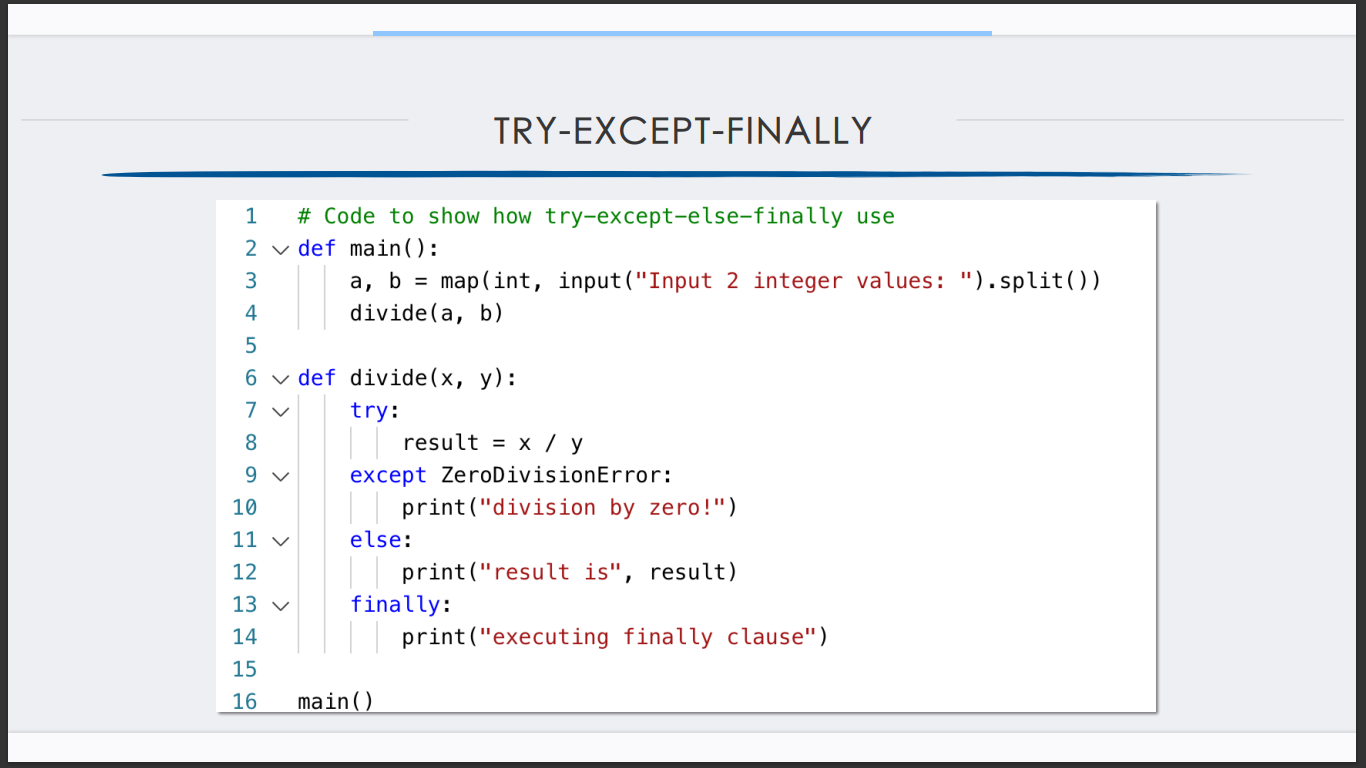 TRY-EXCEPT-FINALLY
1 # Code to show how try-except-else-finally use
2 def main():
3 a, b = map(int, input("Input 2 integer values: ").split())
4 divide(a, b)
5
6 def divide(x, y):
7 try:
8 result = x / y
9 except ZeroDivisionError:
10 print("division by zero!")
11 else:
12 print("result is", result)
13 finally:
14 print("executing finally clause")
15
16 main()